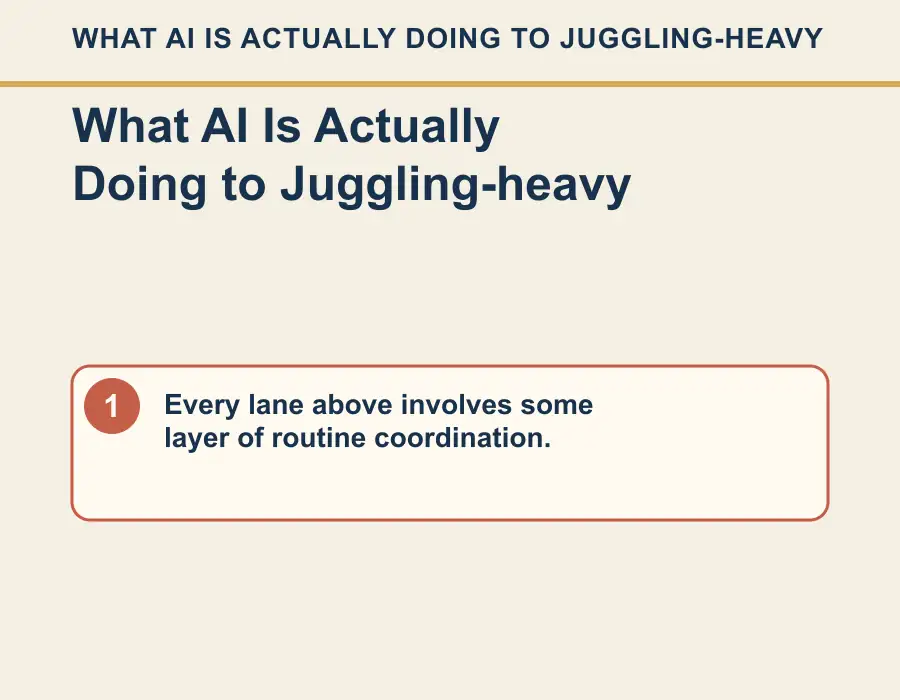 WHAT AI IS ACTUALLY DOING TO JUGGLING-HEAVY
What AI Is Actually
Doing to Juggling-heavy
1
Every lane above involves some
layer of routine coordination.